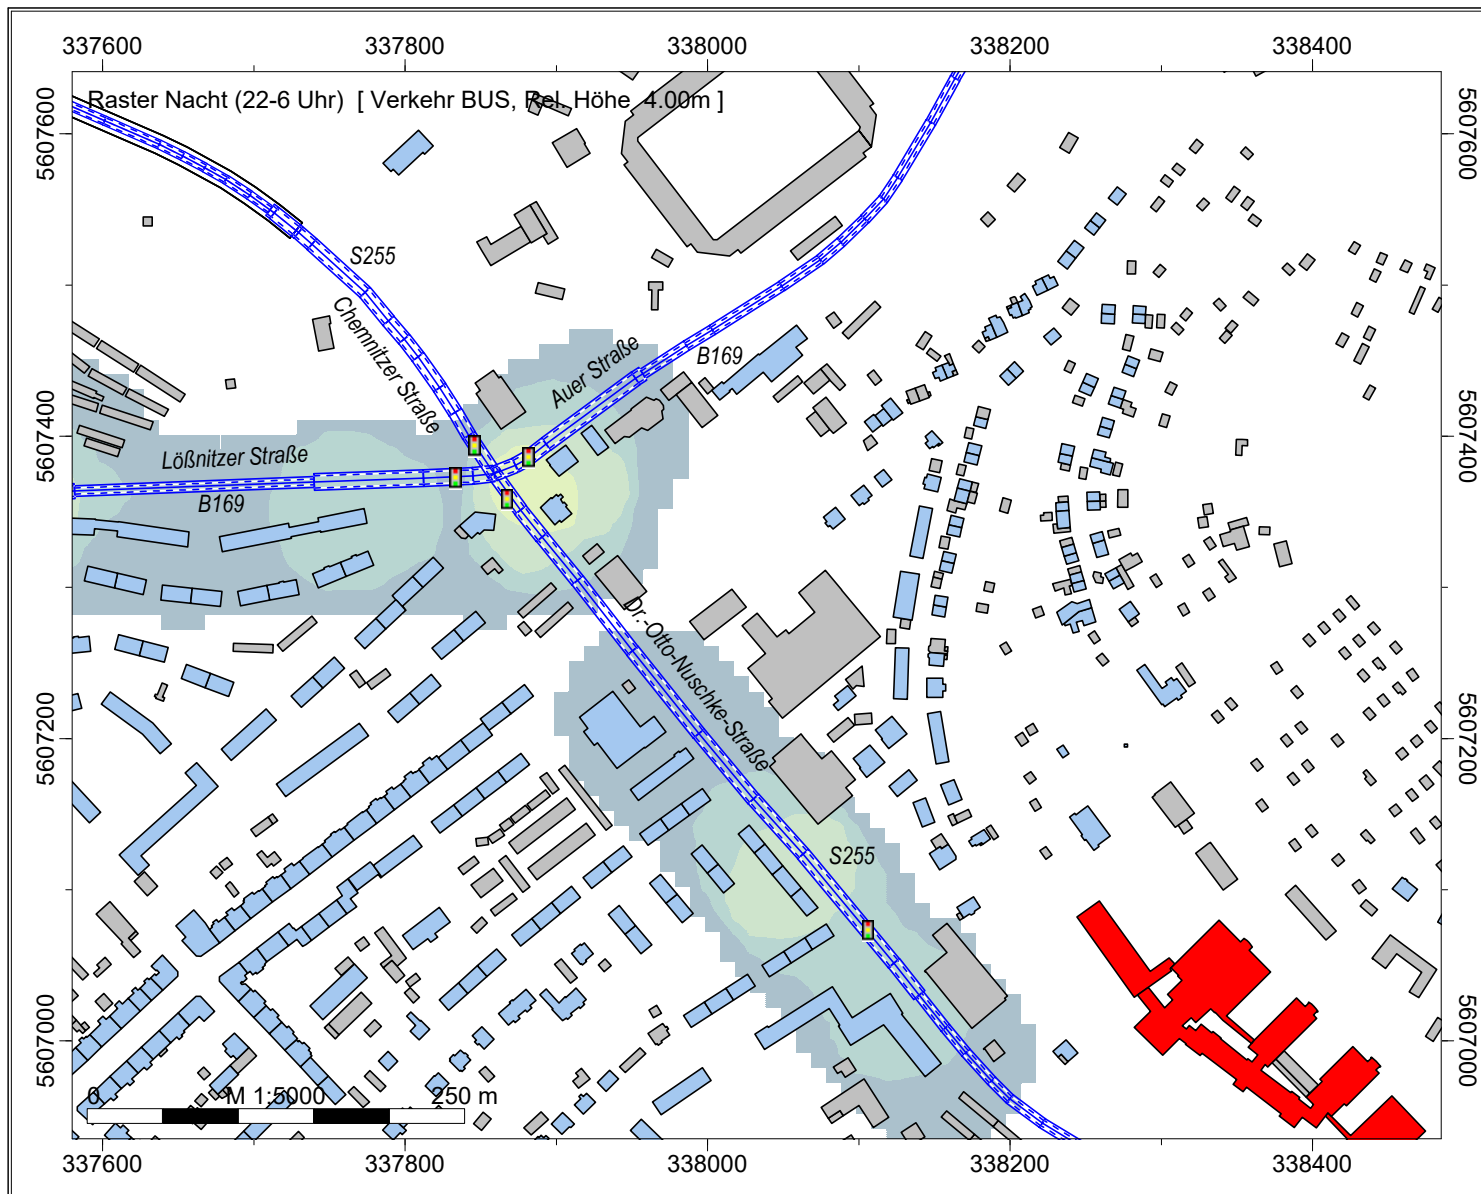 337600 337800 338000 338200 338400
Raster Nacht (22-6 Uhr) [ Verkehr BUS, Rel. Höhe 4.00m ]
5607600
5607600
S255
Chemnitzer Straße
Auer Straße
B169
5607400
5607400
Lößnitzer Straße
B169
Dr.-Otto-Nuschke-Straße
5607200
5607200
S255
5607000
5607000
0 M 1:5000 250 m
337600 337800 338000 338200 338400